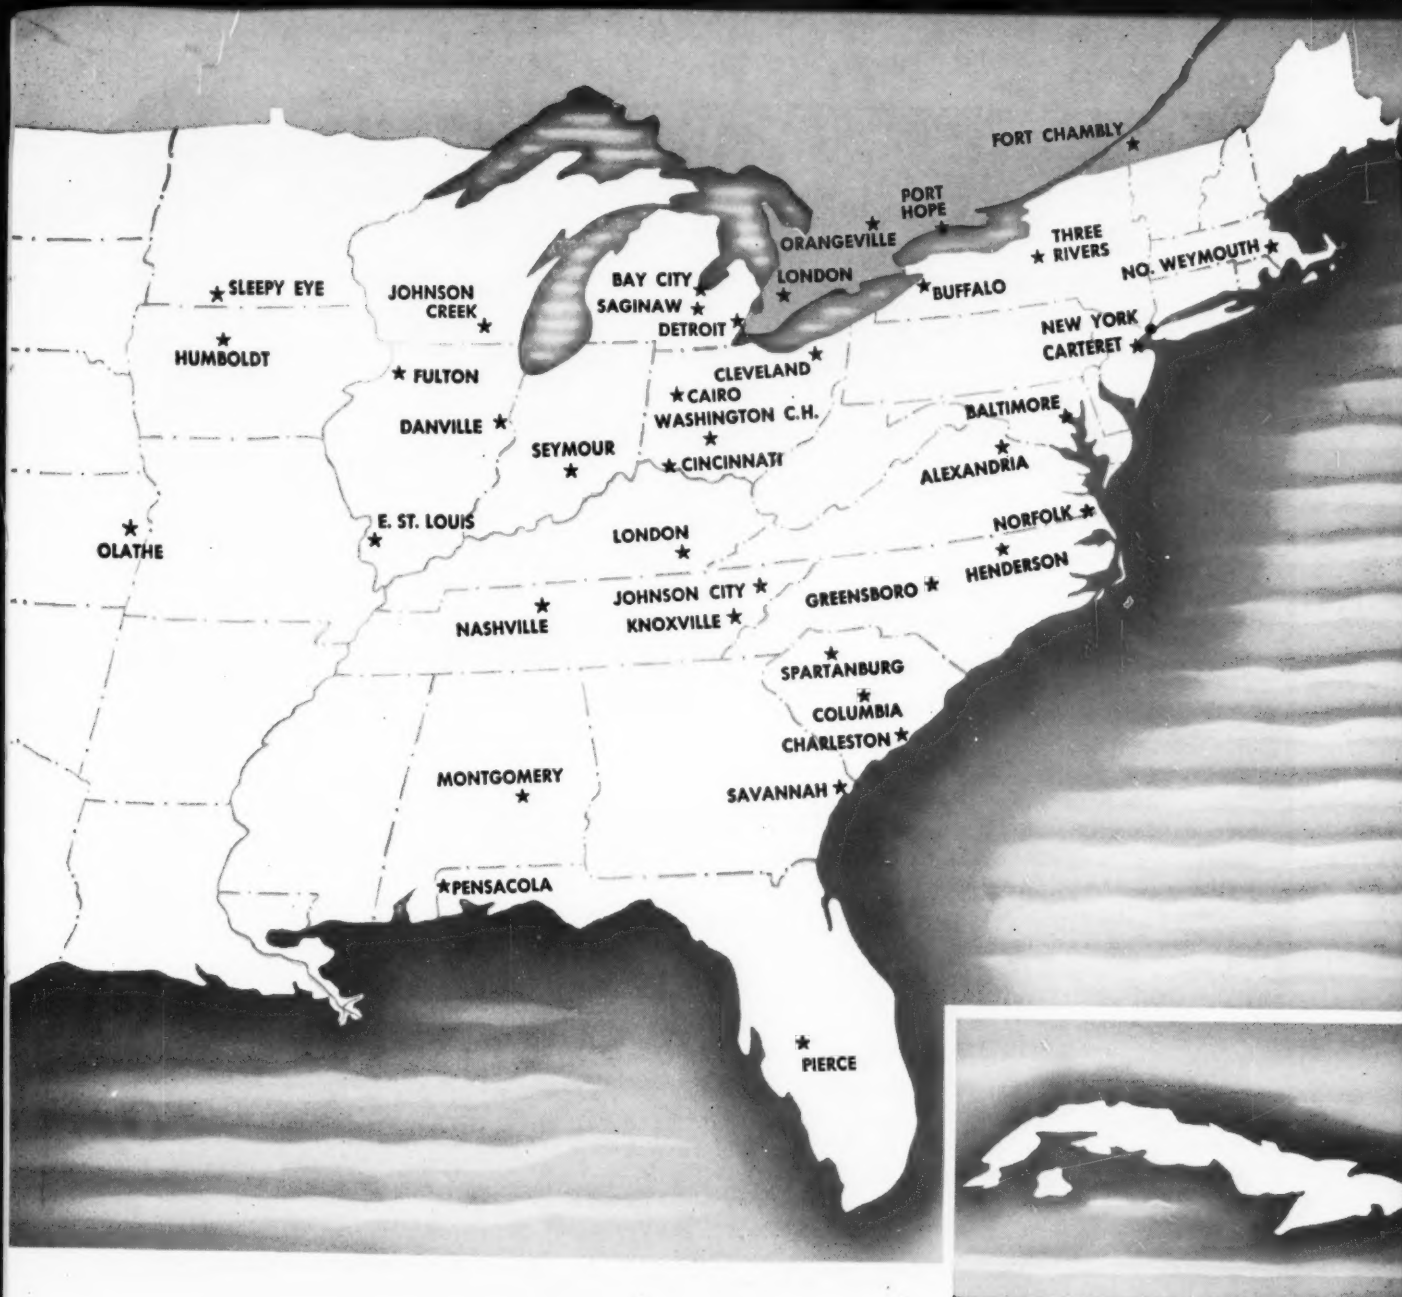 FORT CHAMBLY
PORT
HOPE
ORANGEVILLE
THREE
RIVERS
NO. WEYMOUTH
LONDON
BUFFALO
BAY CITY
SAGINAW
DETROIT
SLEEPY EYE
JOHNSON
CREEK
HUMBOLDT
FULTON
NEW YORK
CARTERET
CLEVELAND
CAIRO
WASHINGTON C.H.
BALTIMORE
DANVILLE
SEYMOUR
CINCINNATI
ALEXANDRIA
E. ST. LOUIS
OLATHE
LONDON
NORFOLK
HENDERSON
JOHNSON CITY
GREENSBORO
NASHVILLE
KNOXVILLE
SPARTANBURG
COLUMBIA
CHARLESTON
MONTGOMERY
SAVANNAH
PENSACOLA
PIERCE